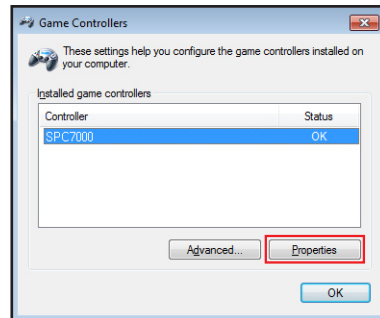 Game Controllers
These settings help you configure the game controllers installed on
your computer.
Installed game controllers
Controller Status
SPC7000 OK
Advanced... Properties
OK